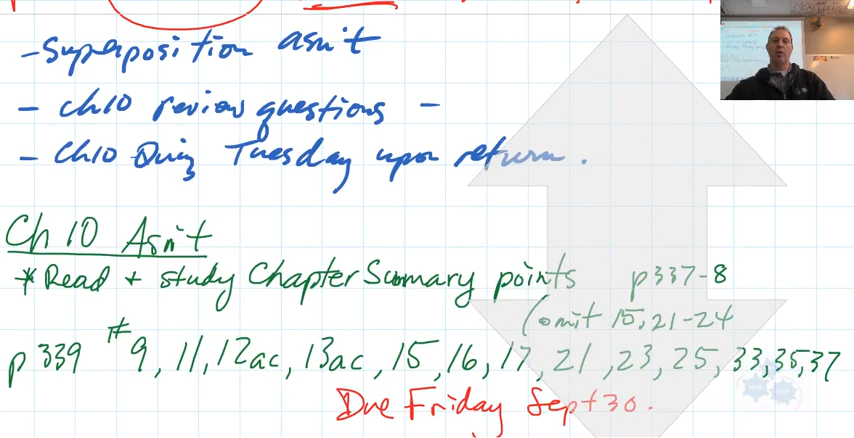 - Superposition asn't
- Ch10 review questions -
- Ch10 Quiz Tuesday upon return.
Ch 10 Asn't
* Read + study Chapter Summary points p337-8
(omit 15, 21-24
p 339 # 9, 11, 12ac, 13ac, 15, 16, 17, 21, 23, 25, 33, 35, 37
Due Friday Sept 30.